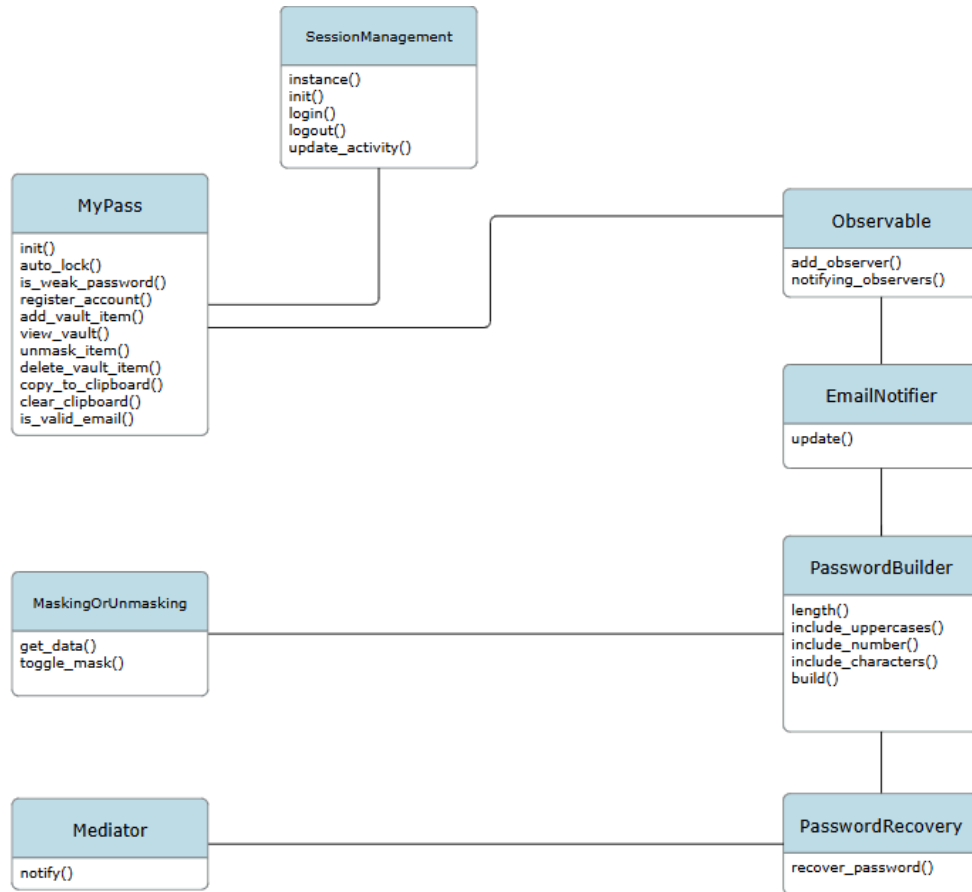 SessionManagement
instance()
init()
login()
logout()
update_activity()
MyPass
init()
auto_lock()
is_weak_password()
register_account()
add_vault_item()
view_vault()
unmask_item()
delete_vault_item()
copy_to_clipboard()
clear_clipboard()
is_valid_email()
Observable
add_observer()
notifying_observers()
EmailNotifier
update()
PasswordBuilder
length()
include_uppercases()
include_number()
include_characters()
build()
MaskingOrUnmasking
get_data()
toggle_mask()
Mediator
notify()
PasswordRecovery
recover_password()